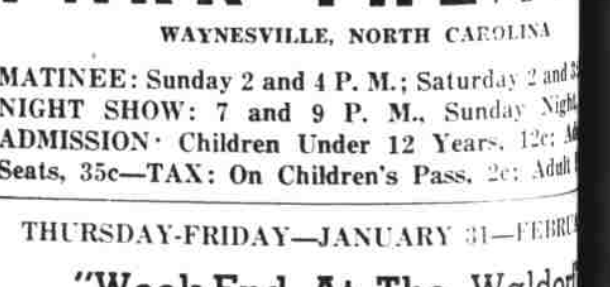 WAYNESVILLE, NORTH CAROLINA
MATINEE: Sunday 2 and 4 P. M.; Saturday 2 and
NIGHT SHOW: 7 and 9 P. M., Sunday Night,
ADMISSION· Children Under 12 Years, 12c;
Seats, 35c—TAX: On Children's Pass, 2c; Adult
THURSDAY-FRIDAY—JANUARY 31—
"Week-End At The